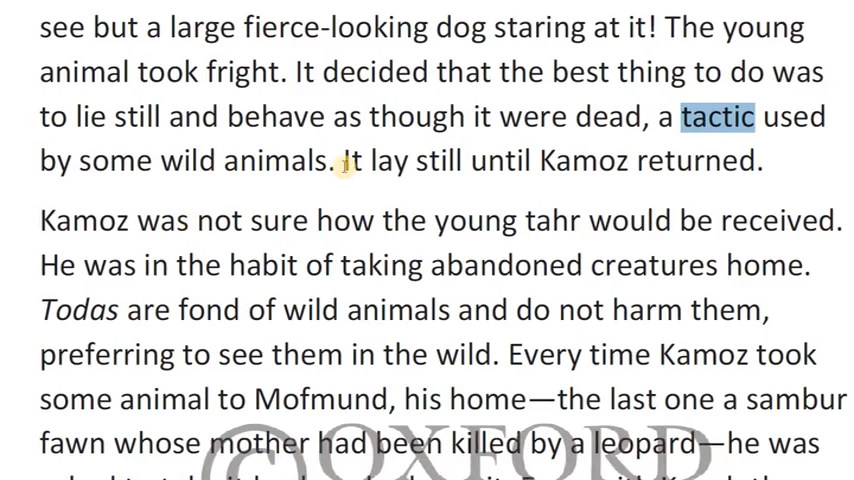 see but a large fierce-looking dog staring at it! The young
animal took fright. It decided that the best thing to do was
to lie still and behave as though it were dead, a tactic used
by some wild animals. It lay still until Kamoz returned.
Kamoz was not sure how the young tahr would be received.
He was in the habit of taking abandoned creatures home.
Todas are fond of wild animals and do not harm them,
preferring to see them in the wild. Every time Kamoz took
some animal to Mofmund, his home—the last one a sambur
fawn whose mother had been killed by a leopard—he was
© OXFORD